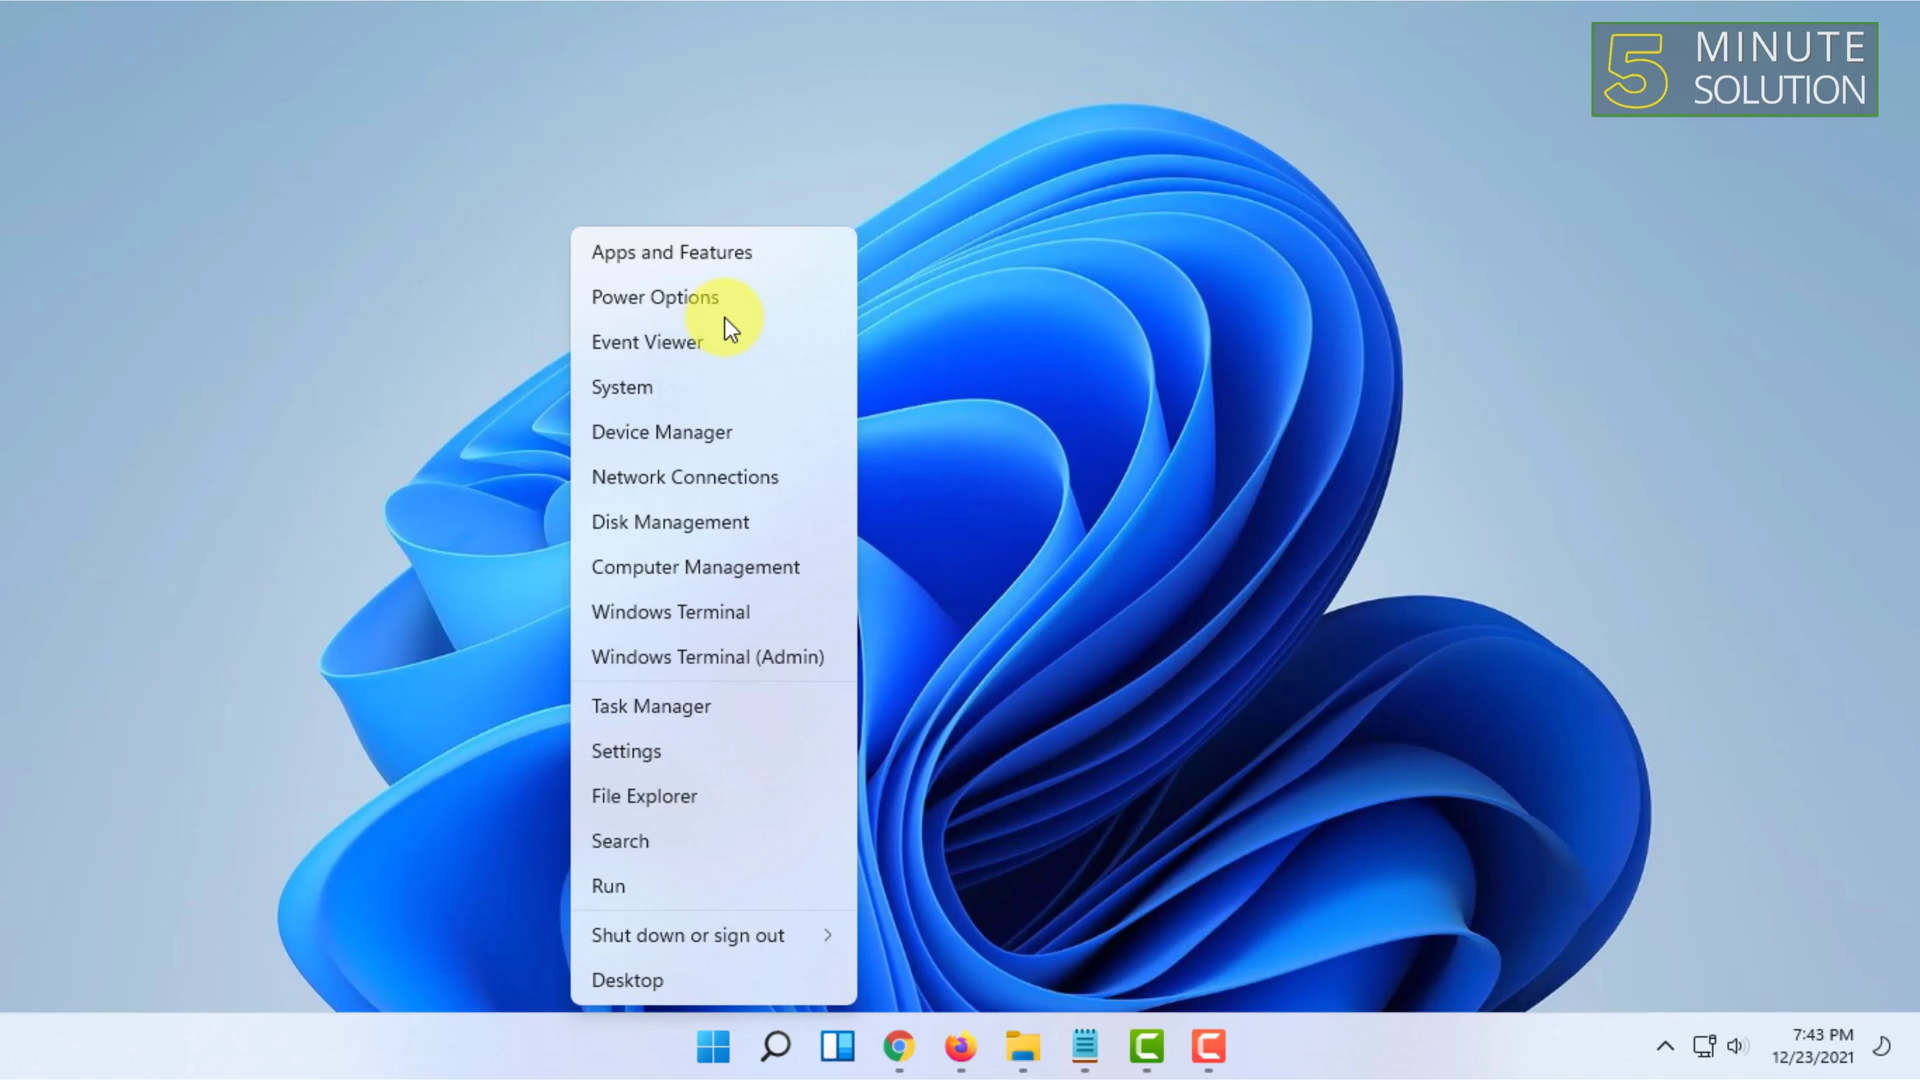 5 MINUTE
SOLUTION
Apps and Features
Power Options
Event Viewer
System
Device Manager
Network Connections
Disk Management
Computer Management
Windows Terminal
Windows Terminal (Admin)
Task Manager
Settings
File Explorer
Search
Run
Shut down or sign out
Desktop
7:43 PM
12/23/2021